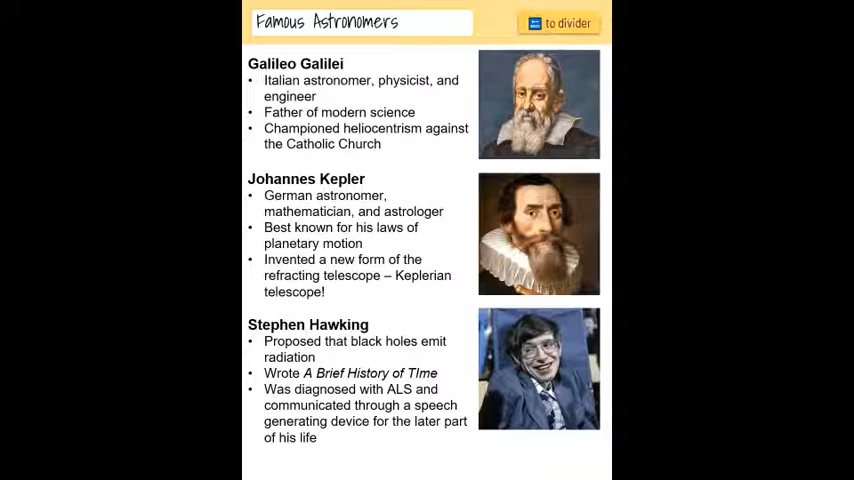 Famous Astronomers
to divider
Galileo Galilei
• Italian astronomer, physicist, and
engineer
• Father of modern science
• Championed heliocentrism against
the Catholic Church
Johannes Kepler
• German astronomer,
mathematician, and astrologer
• Best known for his laws of
planetary motion
• Invented a new form of the
refracting telescope – Keplerian
telescope!
Stephen Hawking
• Proposed that black holes emit
radiation
• Wrote A Brief History of TIme
• Was diagnosed with ALS and
communicated through a speech
generating device for the later part
of his life